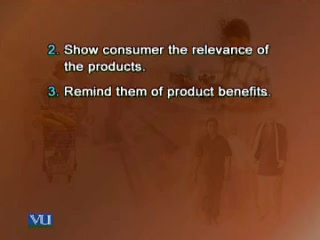 2. Show consumer the relevance of
the products.
3. Remind them of product benefits.
VU